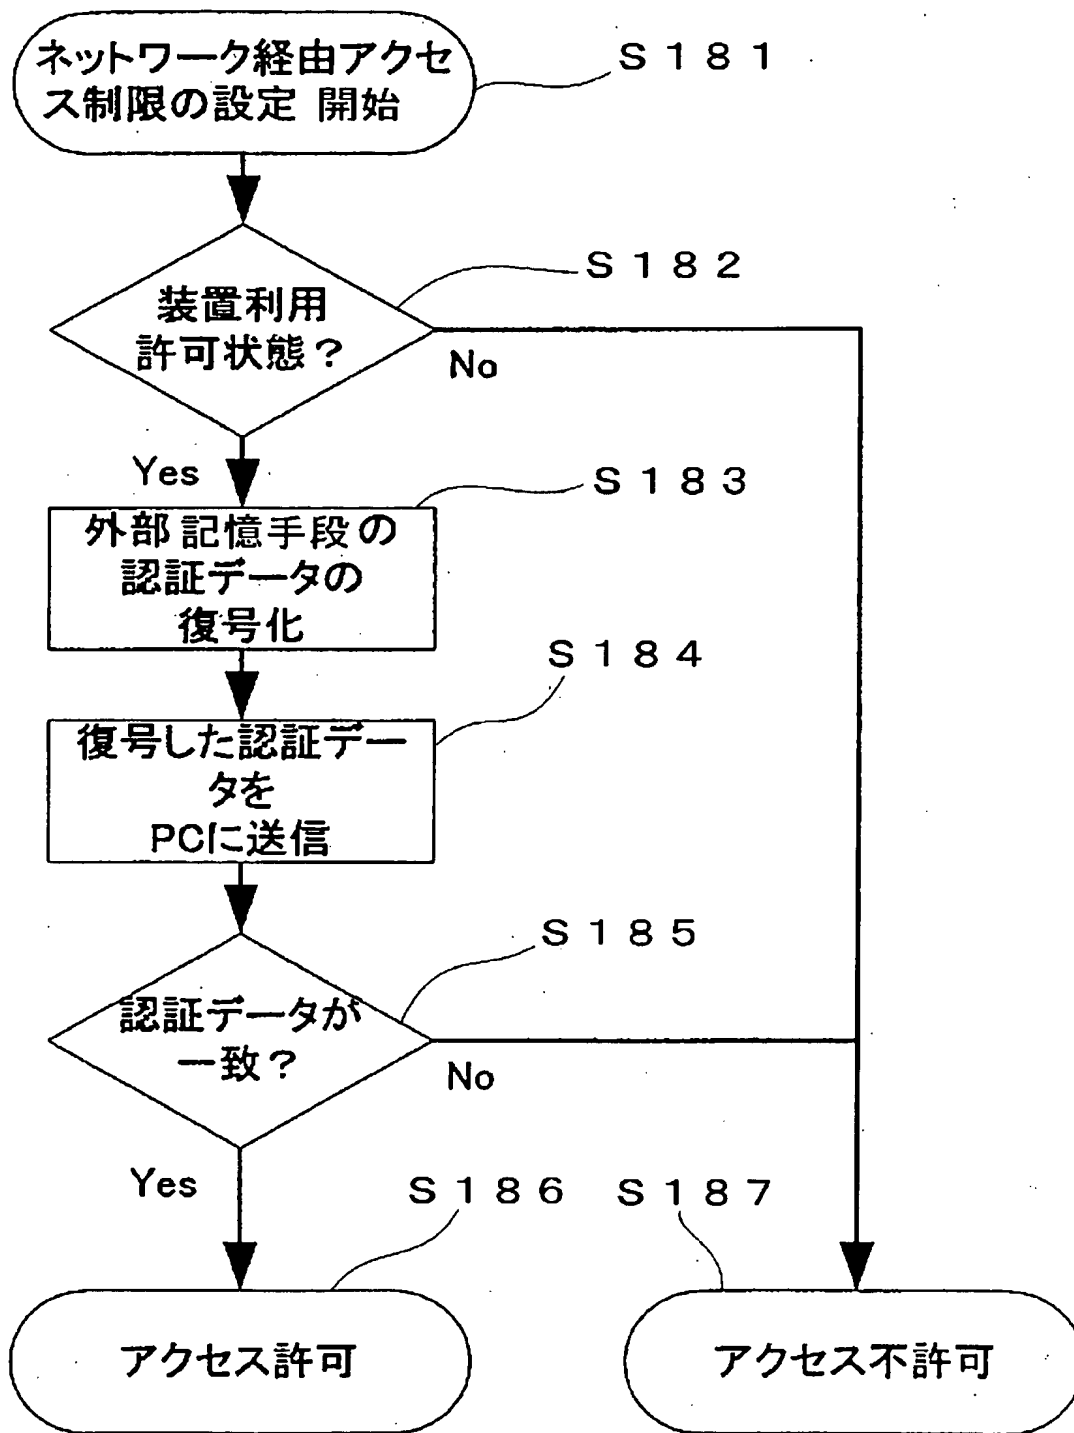 ネットワーク経由アクセ
ス制限の設定 開始
S181
S182
装置利用
許可状態?
No
Yes
S183
外部記憶手段の
認証データの
復号化
S184
復号した認証デー
タを
PCに送信
S185
認証データが
一致?
No
Yes
S186
S187
アクセス許可
アクセス不許可